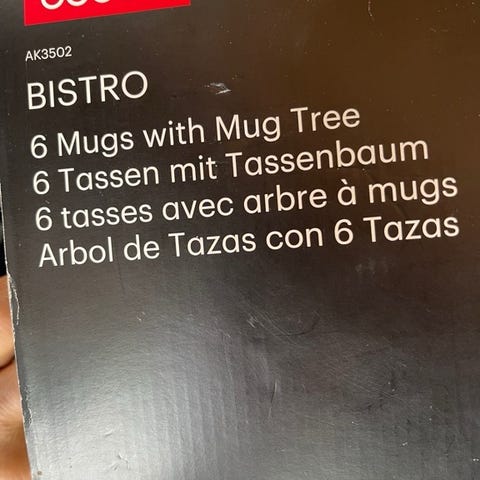 AK3502
BISTRO
6 Mugs with Mug Tree
6 Tassen mit Tassenbaum
6 tasses avec arbre à mugs
Arbol de Tazas con 6 Tazas